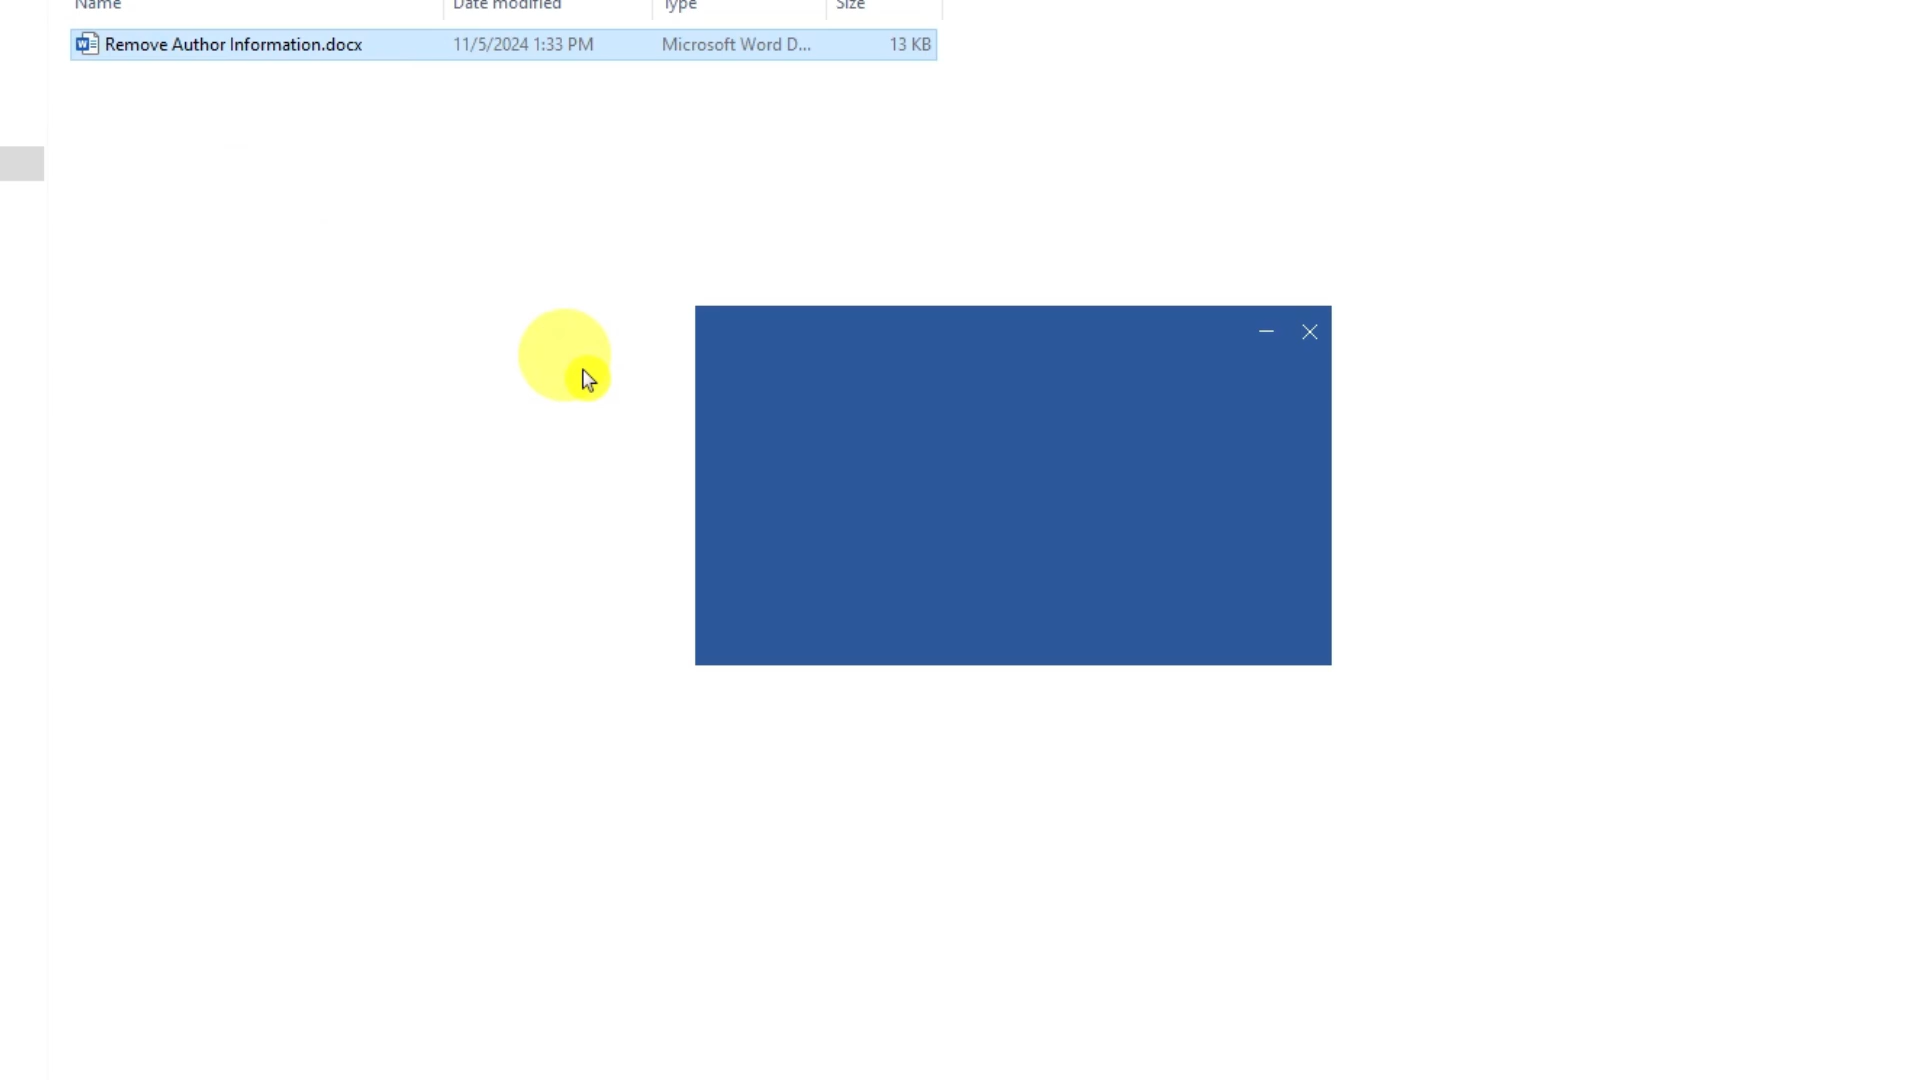 Name Date modified Type Size
Remove Author Information.docx 11/5/2024 1:33 PM Microsoft Word D... 13 KB